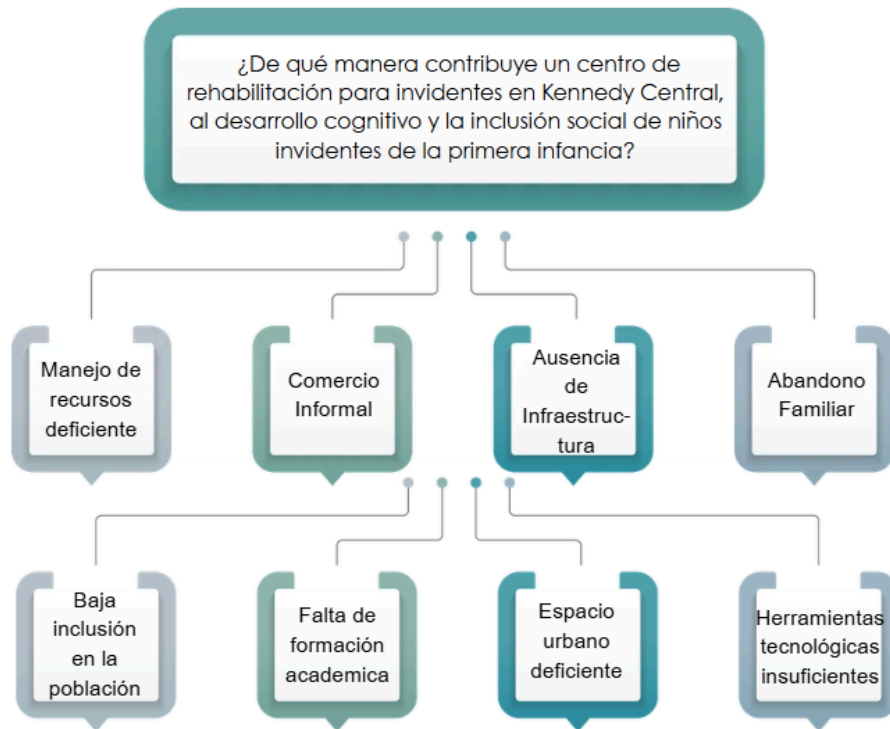 ¿De qué manera contribuye un centro de
rehabilitación para invidentes en Kennedy Central,
al desarrollo cognitivo y la inclusión social de niños
invidentes de la primera infancia?
Manejo de
recursos
deficiente
Comercio
Informal
Ausencia
de
Infraestruc-
tura
Abandono
Familiar
Baja
inclusión
en la
población
Falta de
formación
academica
Espacio
urbano
deficiente
Herramientas
tecnológicas
insuficientes